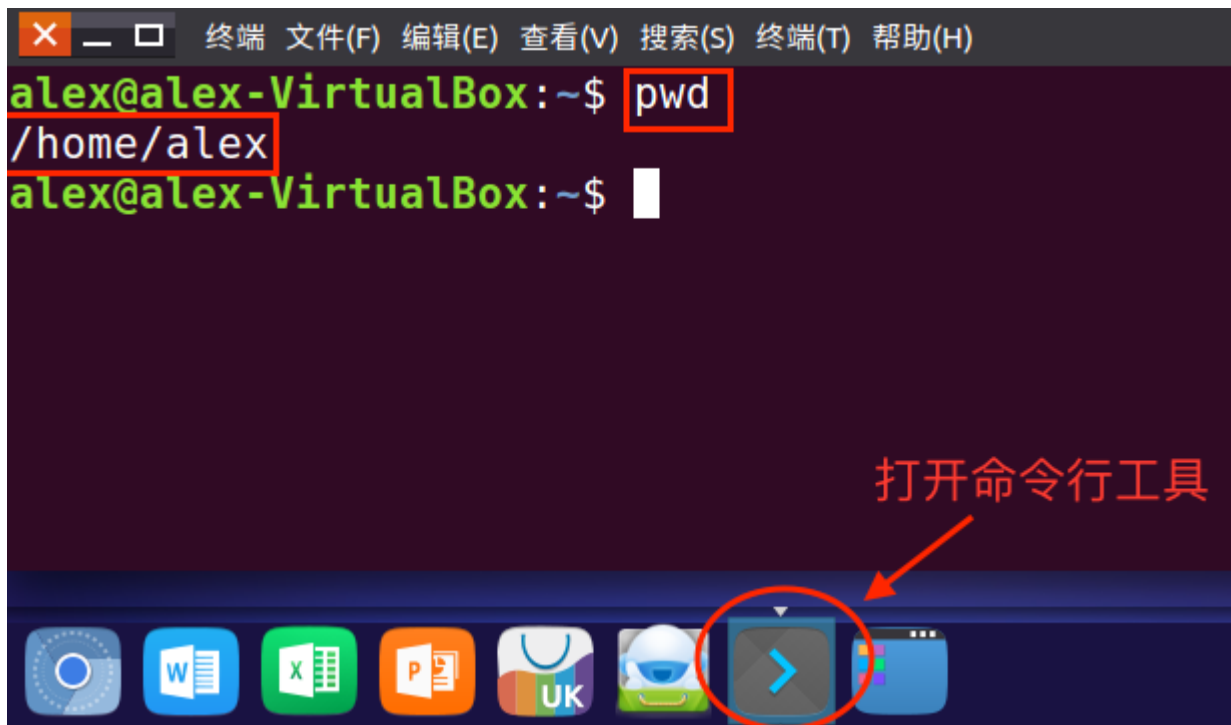 终端 文件(F) 编辑(E) 查看(V) 搜索(S) 终端(T) 帮助(H)
alex@alex-VirtualBox:~$ pwd
/home/alex
alex@alex-VirtualBox:~$
打开命令行工具
W X P UK